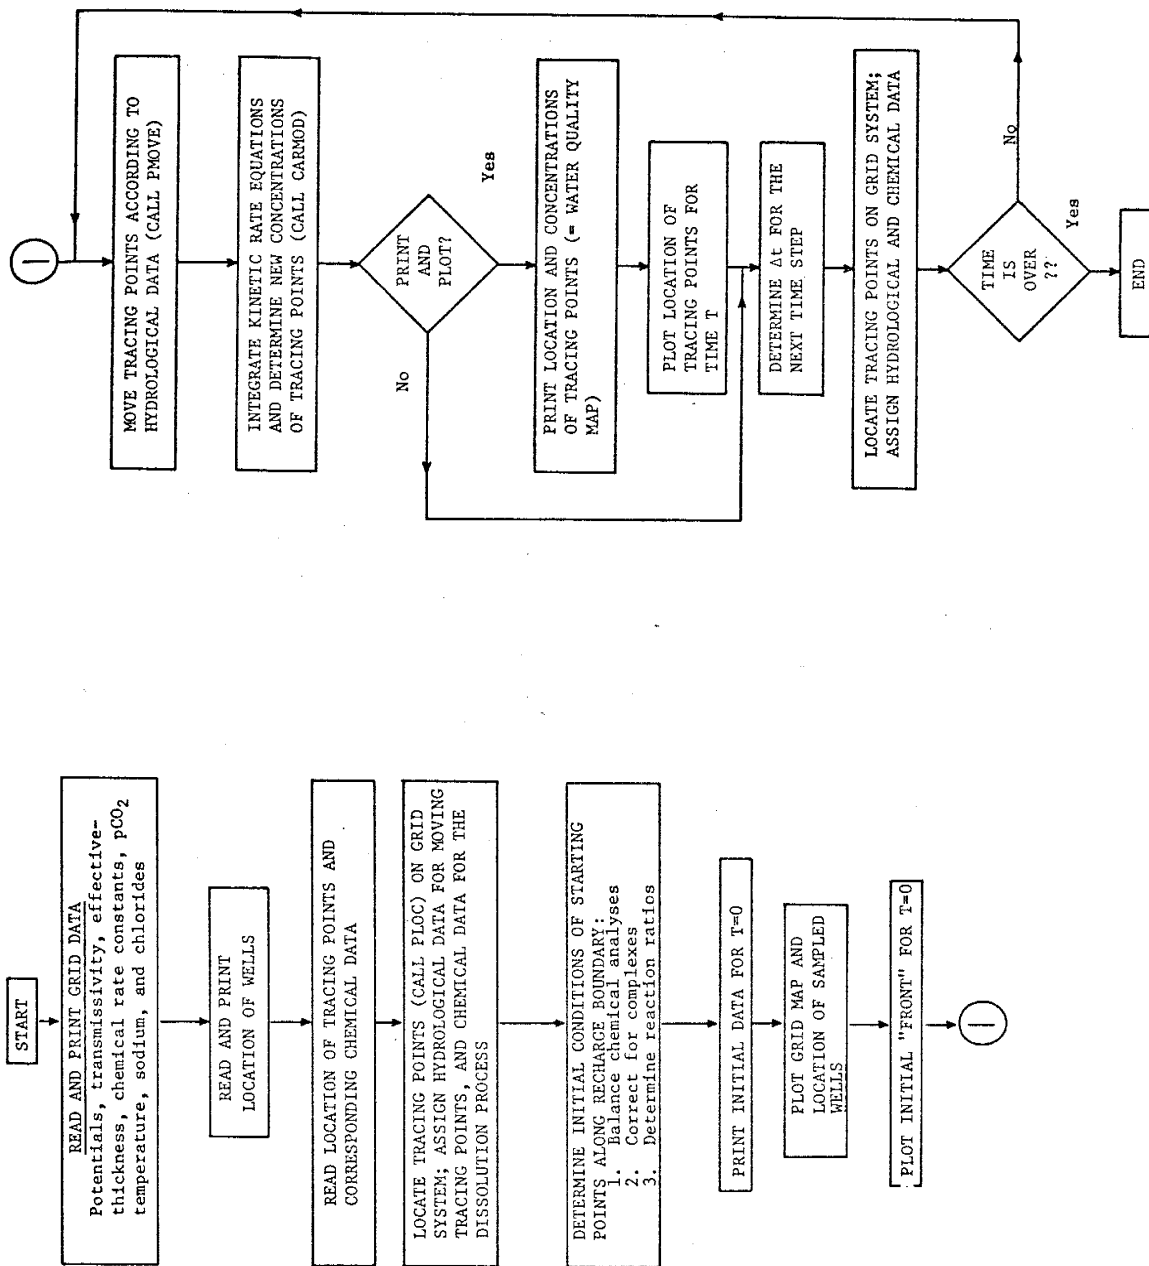 START
READ AND PRINT GRID DATA
Potentials, transmissivity, effective-
thickness, chemical rate constants, pCO2
temperature, sodium, and chlorides
READ AND PRINT
LOCATION OF WELLS
READ LOCATION OF TRACING POINTS AND
CORRESPONDING CHEMICAL DATA
LOCATE TRACING POINTS (CALL PLOC) ON GRID
SYSTEM; ASSIGN HYDROLOGICAL DATA FOR MOVING
TRACING POINTS, AND CHEMICAL DATA FOR THE
DISSOLUTION PROCESS
DETERMINE INITIAL CONDITIONS OF STARTING
POINTS ALONG RECHARGE BOUNDARY:
1. Balance chemical analyses
2. Correct for complexes
3. Determine reaction ratios
PRINT INITIAL DATA FOR T=0
PLOT GRID MAP AND
LOCATION OF SAMPLED
WELLS
PLOT INITIAL "FRONT" FOR T=0
1
1
MOVE TRACING POINTS ACCORDING TO
HYDROLOGICAL DATA (CALL PMOVE)
INTEGRATE KINETIC RATE EQUATIONS
AND DETERMINE NEW CONCENTRATIONS
OF TRACING POINTS (CALL CARMOD)
PRINT
AND
PLOT?
No
Yes
PRINT LOCATION AND CONCENTRATIONS
OF TRACING POINTS (= WATER QUALITY
MAP)
PLOT LOCATION OF
TRACING POINTS FOR
TIME T
DETERMINE Δt FOR THE
NEXT TIME STEP
LOCATE TRACING POINTS ON GRID SYSTEM;
ASSIGN HYDROLOGICAL AND CHEMICAL DATA
TIME
IS
OVER
??
No
Yes
END